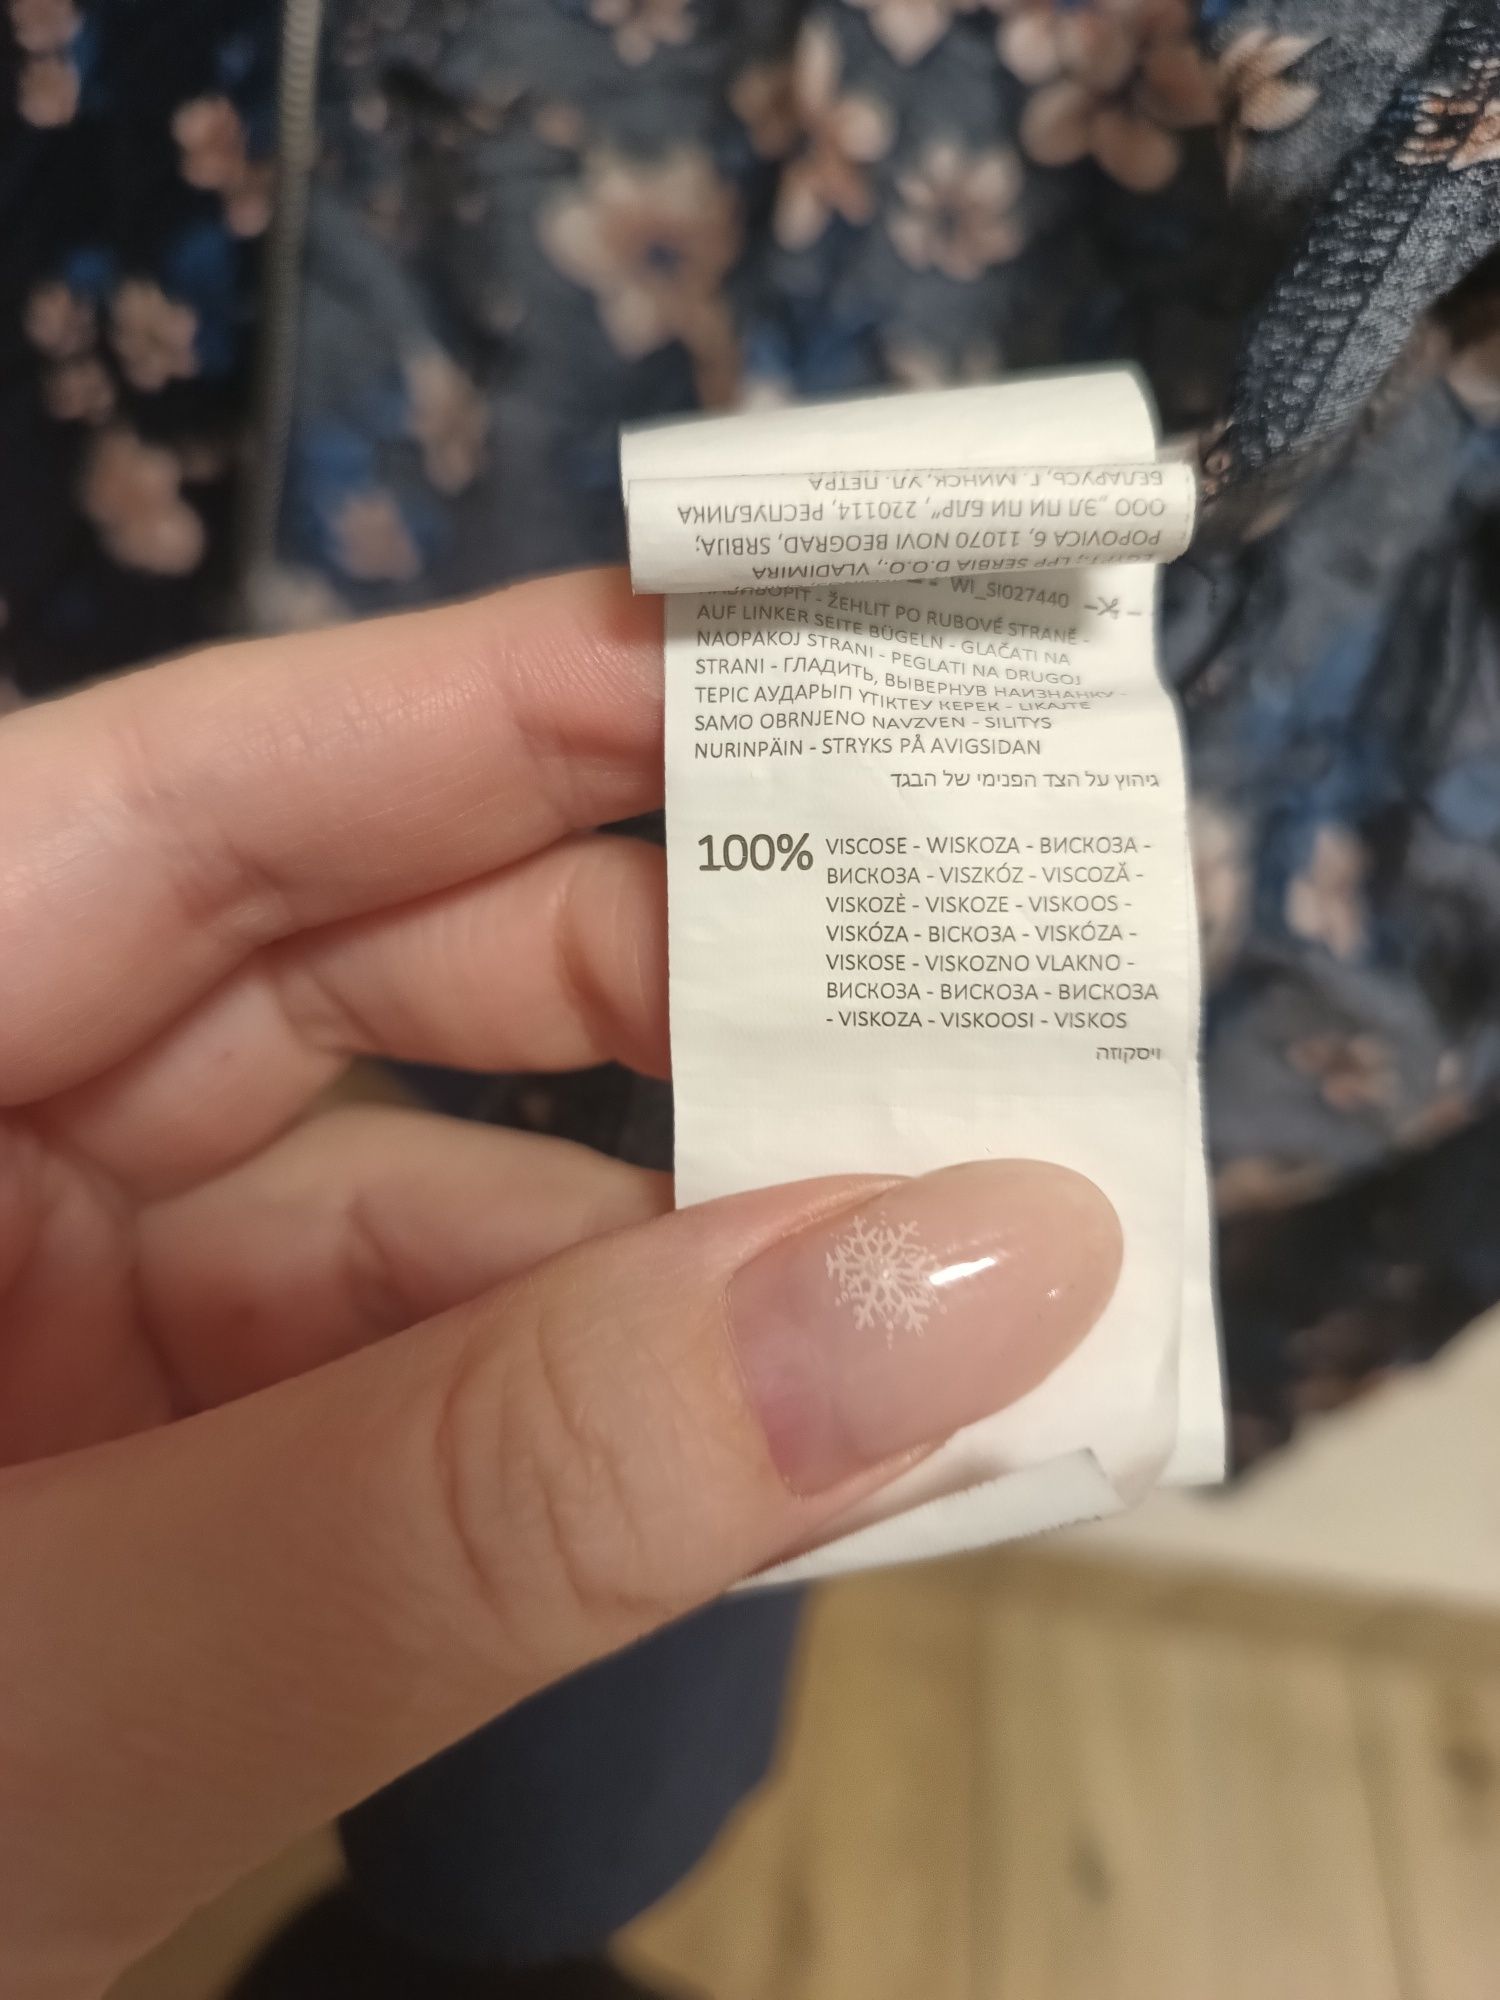 БЕЛАРУСЬ, Г. МИНСК, УЛ. ПЕТРА
ООО „ЭЛ ПИ ПИ БЛР", 220114, РЕСПУБЛИКА
POPOVICA 6, 11070 NOVI BEOGRAD, SRBIJA;
EGYPT.; LPP SERBIA D.O.O., VLADIMIRA
WI_SI027440
ŽEHLIT PO RUBOVÉ STRANĚ -
AUF LINKER SEITE BÜGELN - GLAČATI NA
NAOPAKOJ STRANI - PEGLATI NA DRUGOJ
STRANI - ГЛАДИТЬ, ВЫВЕРНУВ НАИЗНАНКУ -
ТЕРІС АУДАРЫП ҮТІКТЕУ КЕРЕК - LIKAJTE
SAMO OBRNJENO NAVZVEN - SILITYS
NURINPÄIN - STRYKS PÅ AVIGSIDAN
גיהוץ על הצד הפנימי של הבגד
100% VISCOSE - WISKOZA - ВИСКОЗА -
ВИСКОЗА - VISZKÓZ - VISCOZĂ -
VISKOZĖ - VISKOZE - VISKOOS -
VISKÓZA - ВІСКОЗА - VISKÓZA -
VISKOSE - VISKOZNO VLAKNO -
ВИСКОЗА - ВИСКОЗА - ВИСКОЗА
- VISKOZA - VISKOOSI - VISKOS
ויסקוזה